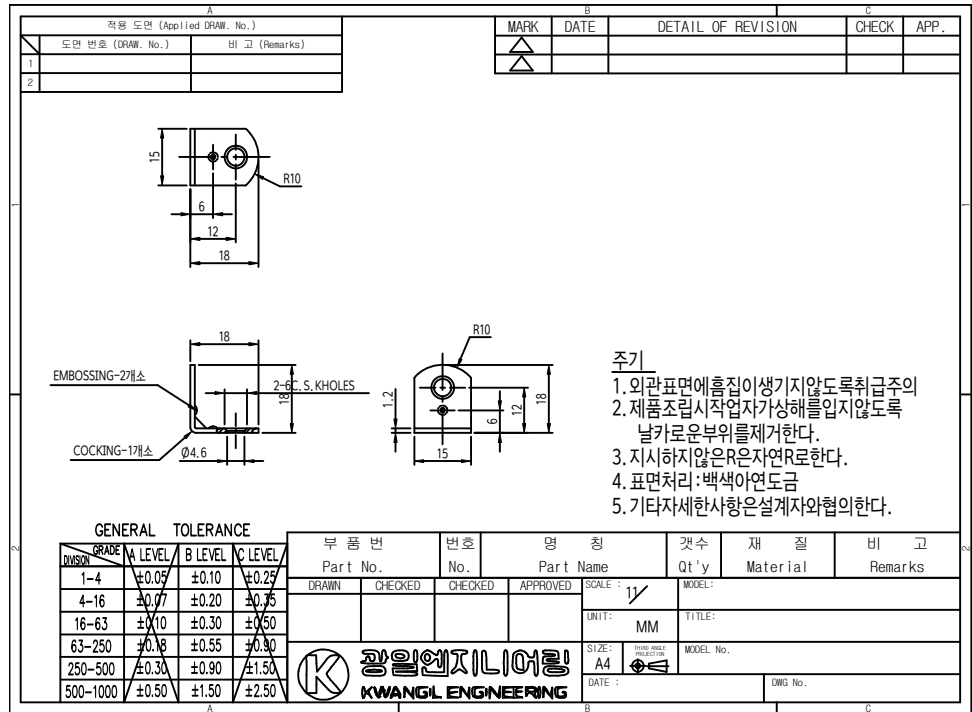 A B C
적용 도면 (Applied DRAW. No.)
도면 번호 (DRAW. No.) 비 고 (Remarks)
1
2
MARK DATE DETAIL OF REVISION CHECK APP.
15
R10
6
12
18
1
1
18
EMBOSSING-2개소
2-6C.S.KHOLES
18
COCKING-1개소
Ø4.6
R10
1.2
6
12
18
15
주기
1.외관표면에흠집이생기지않도록취급주의
2.제품조립시작업자가상해를입지않도록
날카로운부위를제거한다.
3.지시하지않은R은자연R로한다.
4.표면처리:백색아연도금
5.기타자세한사항은설계자와협의한다.
2
2
GENERAL TOLERANCE
DIVISION GRADE A LEVEL B LEVEL C LEVEL
1-4 ±0.05 ±0.10 ±0.25
4-16 ±0.07 ±0.20 ±0.35
16-63 ±0.10 ±0.30 ±0.50
63-250 ±0.18 ±0.55 ±0.90
250-500 ±0.30 ±0.90 ±1.50
500-1000 ±0.50 ±1.50 ±2.50
부 품 번 번호 명 칭 갯수 재 질 비 고
Part No. No. Part Name Qt'y Material Remarks
DRAWN CHECKED CHECKED APPROVED SCALE : 11/ MODEL:
UNIT: MM TITLE:
SIZE: A4 THIRD ANGLE PROJECTION MODEL No.
DATE : DWG No.
K 광일엔지니어링
KWANGIL ENGINEERING
A B C